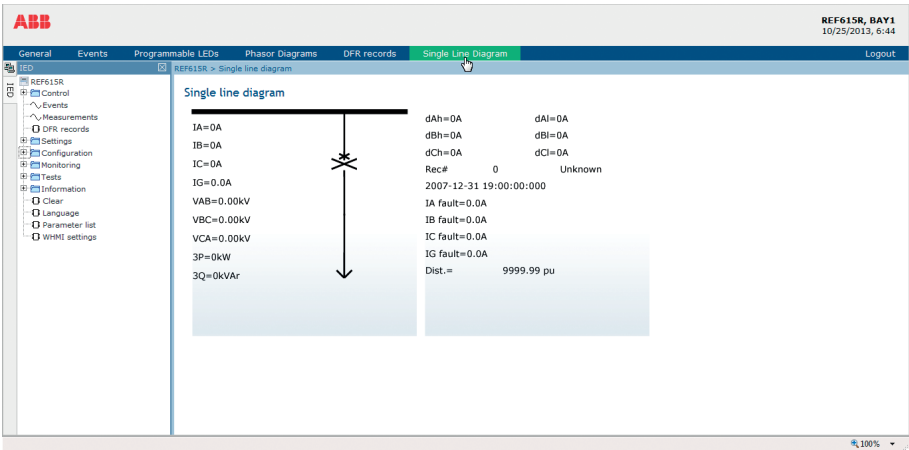 ABB
REF615R, BAY1
10/25/2013, 6:44
General Events Programmable LEDs Phasor Diagrams DFR records Single Line Diagram Logout
IED
REF615R > Single line diagram
IED
REF615R
Control
Events
Measurements
DFR records
Settings
Configuration
Monitoring
Tests
Information
Clear
Language
Parameter list
WHMI settings
Single line diagram
IA=0A
IB=0A
IC=0A
IG=0.0A
VAB=0.00kV
VBC=0.00kV
VCA=0.00kV
3P=0kW
3Q=0kVAr
dAh=0A dAl=0A
dBh=0A dBl=0A
dCh=0A dCl=0A
Rec# 0 Unknown
2007-12-31 19:00:00:000
IA fault=0.0A
IB fault=0.0A
IC fault=0.0A
IG fault=0.0A
Dist.= 9999.99 pu
100%